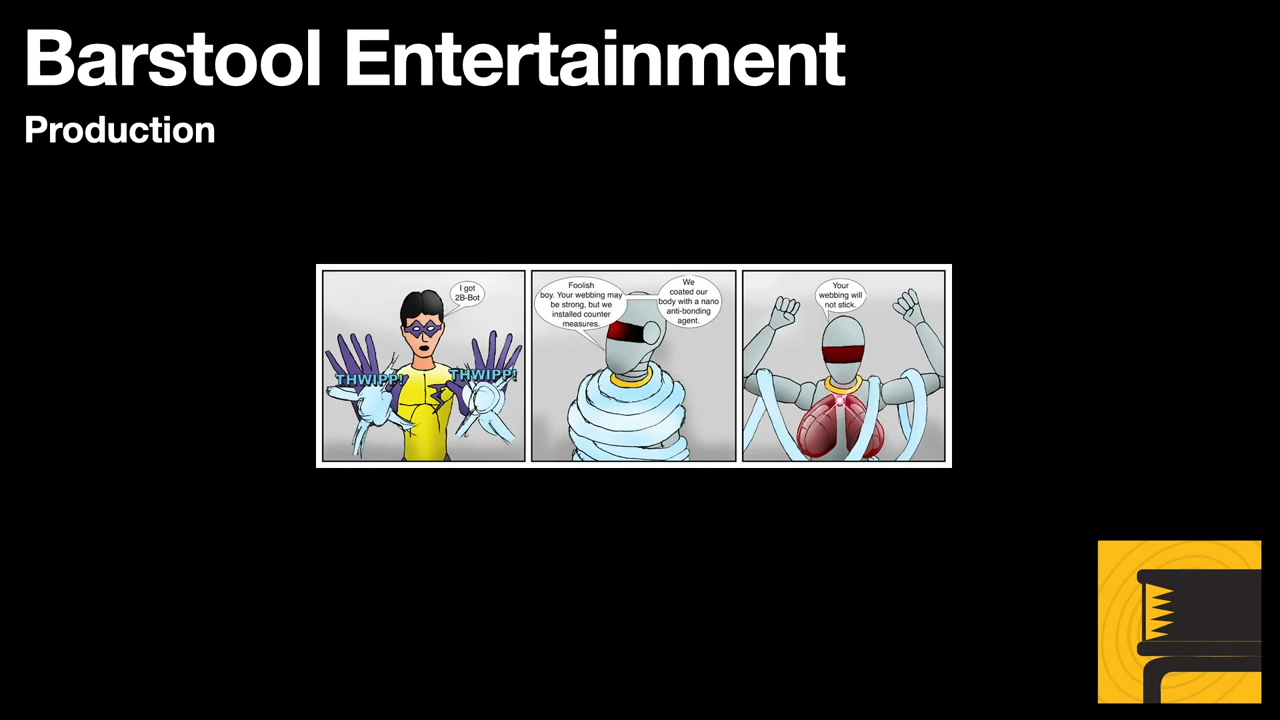 Barstool Entertainment
Production
I got
2B-Bot
THWIPP!
THWIPP!
Foolish
boy. Your webbing may
be strong, but we
installed counter
measures.
We
coated our
body with a nano
anti-bonding
agent.
Your
webbing will
not stick.